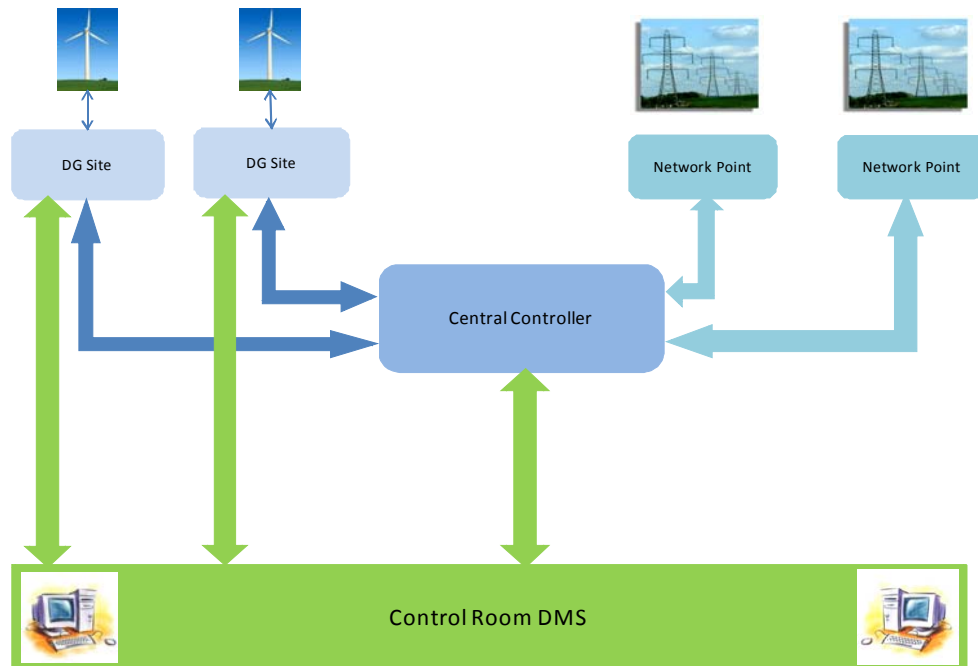 DG Site
DG Site
Network Point
Network Point
Central Controller
Control Room DMS